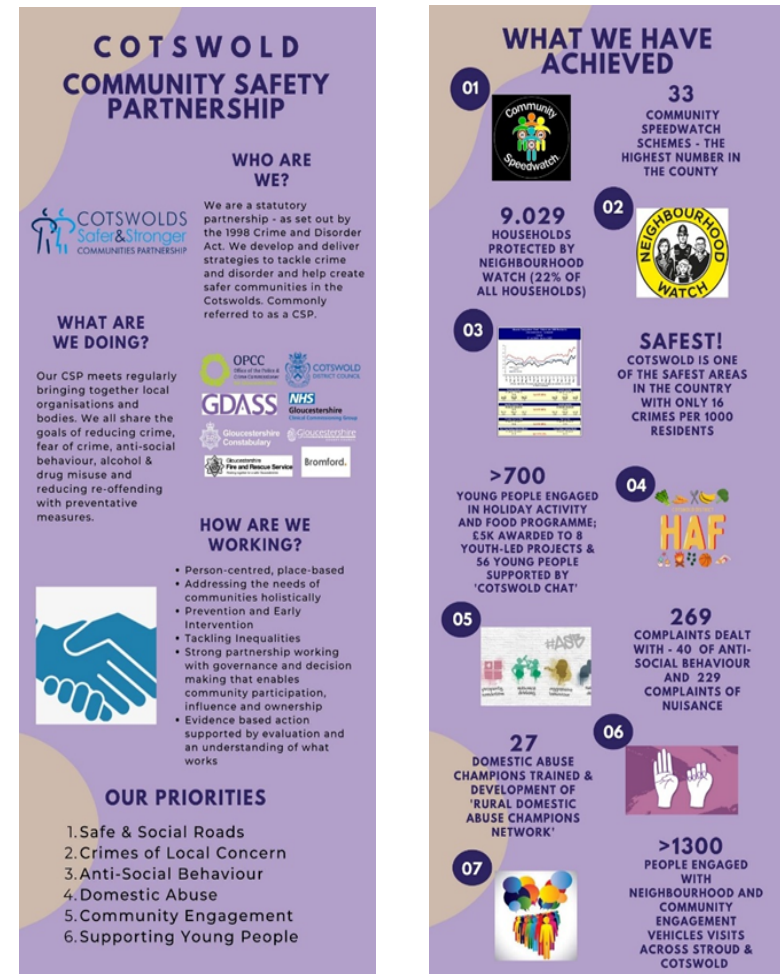 COTSWOLD
COMMUNITY SAFETY
PARTNERSHIP
WHO ARE
WE?
We are a statutory
partnership - as set out by
the 1998 Crime and Disorder
Act. We develop and deliver
strategies to tackle crime
and disorder and help create
safer communities in the
Cotswolds. Commonly
referred to as a CSP.
COTSWOLDS
Safer&Stronger
COMMUNITIES PARTNERSHIP
WHAT ARE
WE DOING?
Our CSP meets regularly
bringing together local
organisations and
bodies. We all share the
goals of reducing crime,
fear of crime, anti-social
behaviour, alcohol &
drug misuse and
reducing re-offending
with preventative
measures.
OPCC
Office of the Police &
Crime Commissioner
COTSWOLD
DISTRICT COUNCIL
GDASS
NHS
Gloucestershire
Clinical Commissioning Group
Gloucestershire
Constabulary
Gloucestershire
Gloucestershire
Fire and Rescue Service
Bromford.
HOW ARE WE
WORKING?
• Person-centred, place-based
• Addressing the needs of
communities holistically
• Prevention and Early
Intervention
• Tackling Inequalities
• Strong partnership working
with governance and decision
making that enables
community participation,
influence and ownership
• Evidence based action
supported by evaluation and
an understanding of what
works
OUR PRIORITIES
1. Safe & Social Roads
2. Crimes of Local Concern
3. Anti-Social Behaviour
4. Domestic Abuse
5. Community Engagement
6. Supporting Young People
WHAT WE HAVE
ACHIEVED
01
Community
Speedwatch
33
COMMUNITY
SPEEDWATCH
SCHEMES - THE
HIGHEST NUMBER IN
THE COUNTY
02
9.029
HOUSEHOLDS
PROTECTED BY
NEIGHBOURHOOD
WATCH (22% OF
ALL HOUSEHOLDS)
NEIGHBOURHOOD
WATCH
03
SAFEST!
COTSWOLD IS ONE
OF THE SAFEST AREAS
IN THE COUNTRY
WITH ONLY 16
CRIMES PER 1000
RESIDENTS
04
>700
YOUNG PEOPLE ENGAGED
IN HOLIDAY ACTIVITY
AND FOOD PROGRAMME;
£5K AWARDED TO 8
YOUTH-LED PROJECTS &
56 YOUNG PEOPLE
SUPPORTED BY
'COTSWOLD CHAT'
HAF
05
#ASB
269
COMPLAINTS DEALT
WITH - 40 OF ANTI-
SOCIAL BEHAVIOUR
AND 229
COMPLAINTS OF
NUISANCE
06
27
DOMESTIC ABUSE
CHAMPIONS TRAINED &
DEVELOPMENT OF
'RURAL DOMESTIC
ABUSE CHAMPIONS
NETWORK'
07
>1300
PEOPLE ENGAGED
WITH
NEIGHBOURHOOD AND
COMMUNITY
ENGAGEMENT
VEHICLES VISITS
ACROSS STROUD &
COTSWOLD